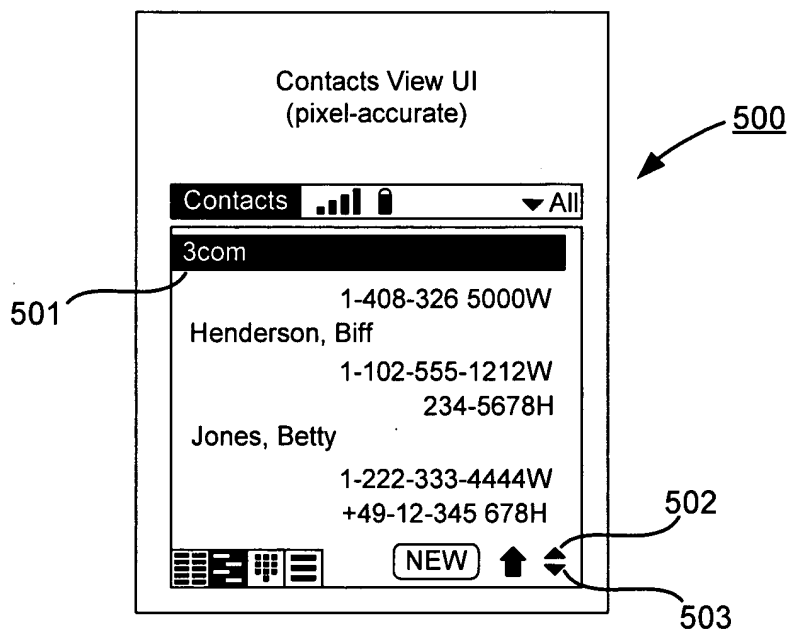 Contacts View UI
(pixel-accurate)
500
Contacts All
3com
501
1-408-326 5000W
Henderson, Biff
1-102-555-1212W
234-5678H
Jones, Betty
1-222-333-4444W
+49-12-345 678H
502
NEW
503